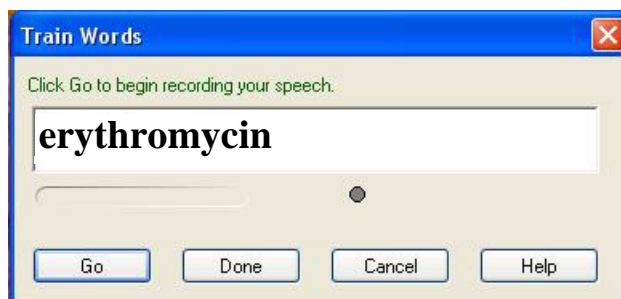 Train Words
Click Go to begin recording your speech.
erythromycin
Go Done Cancel Help